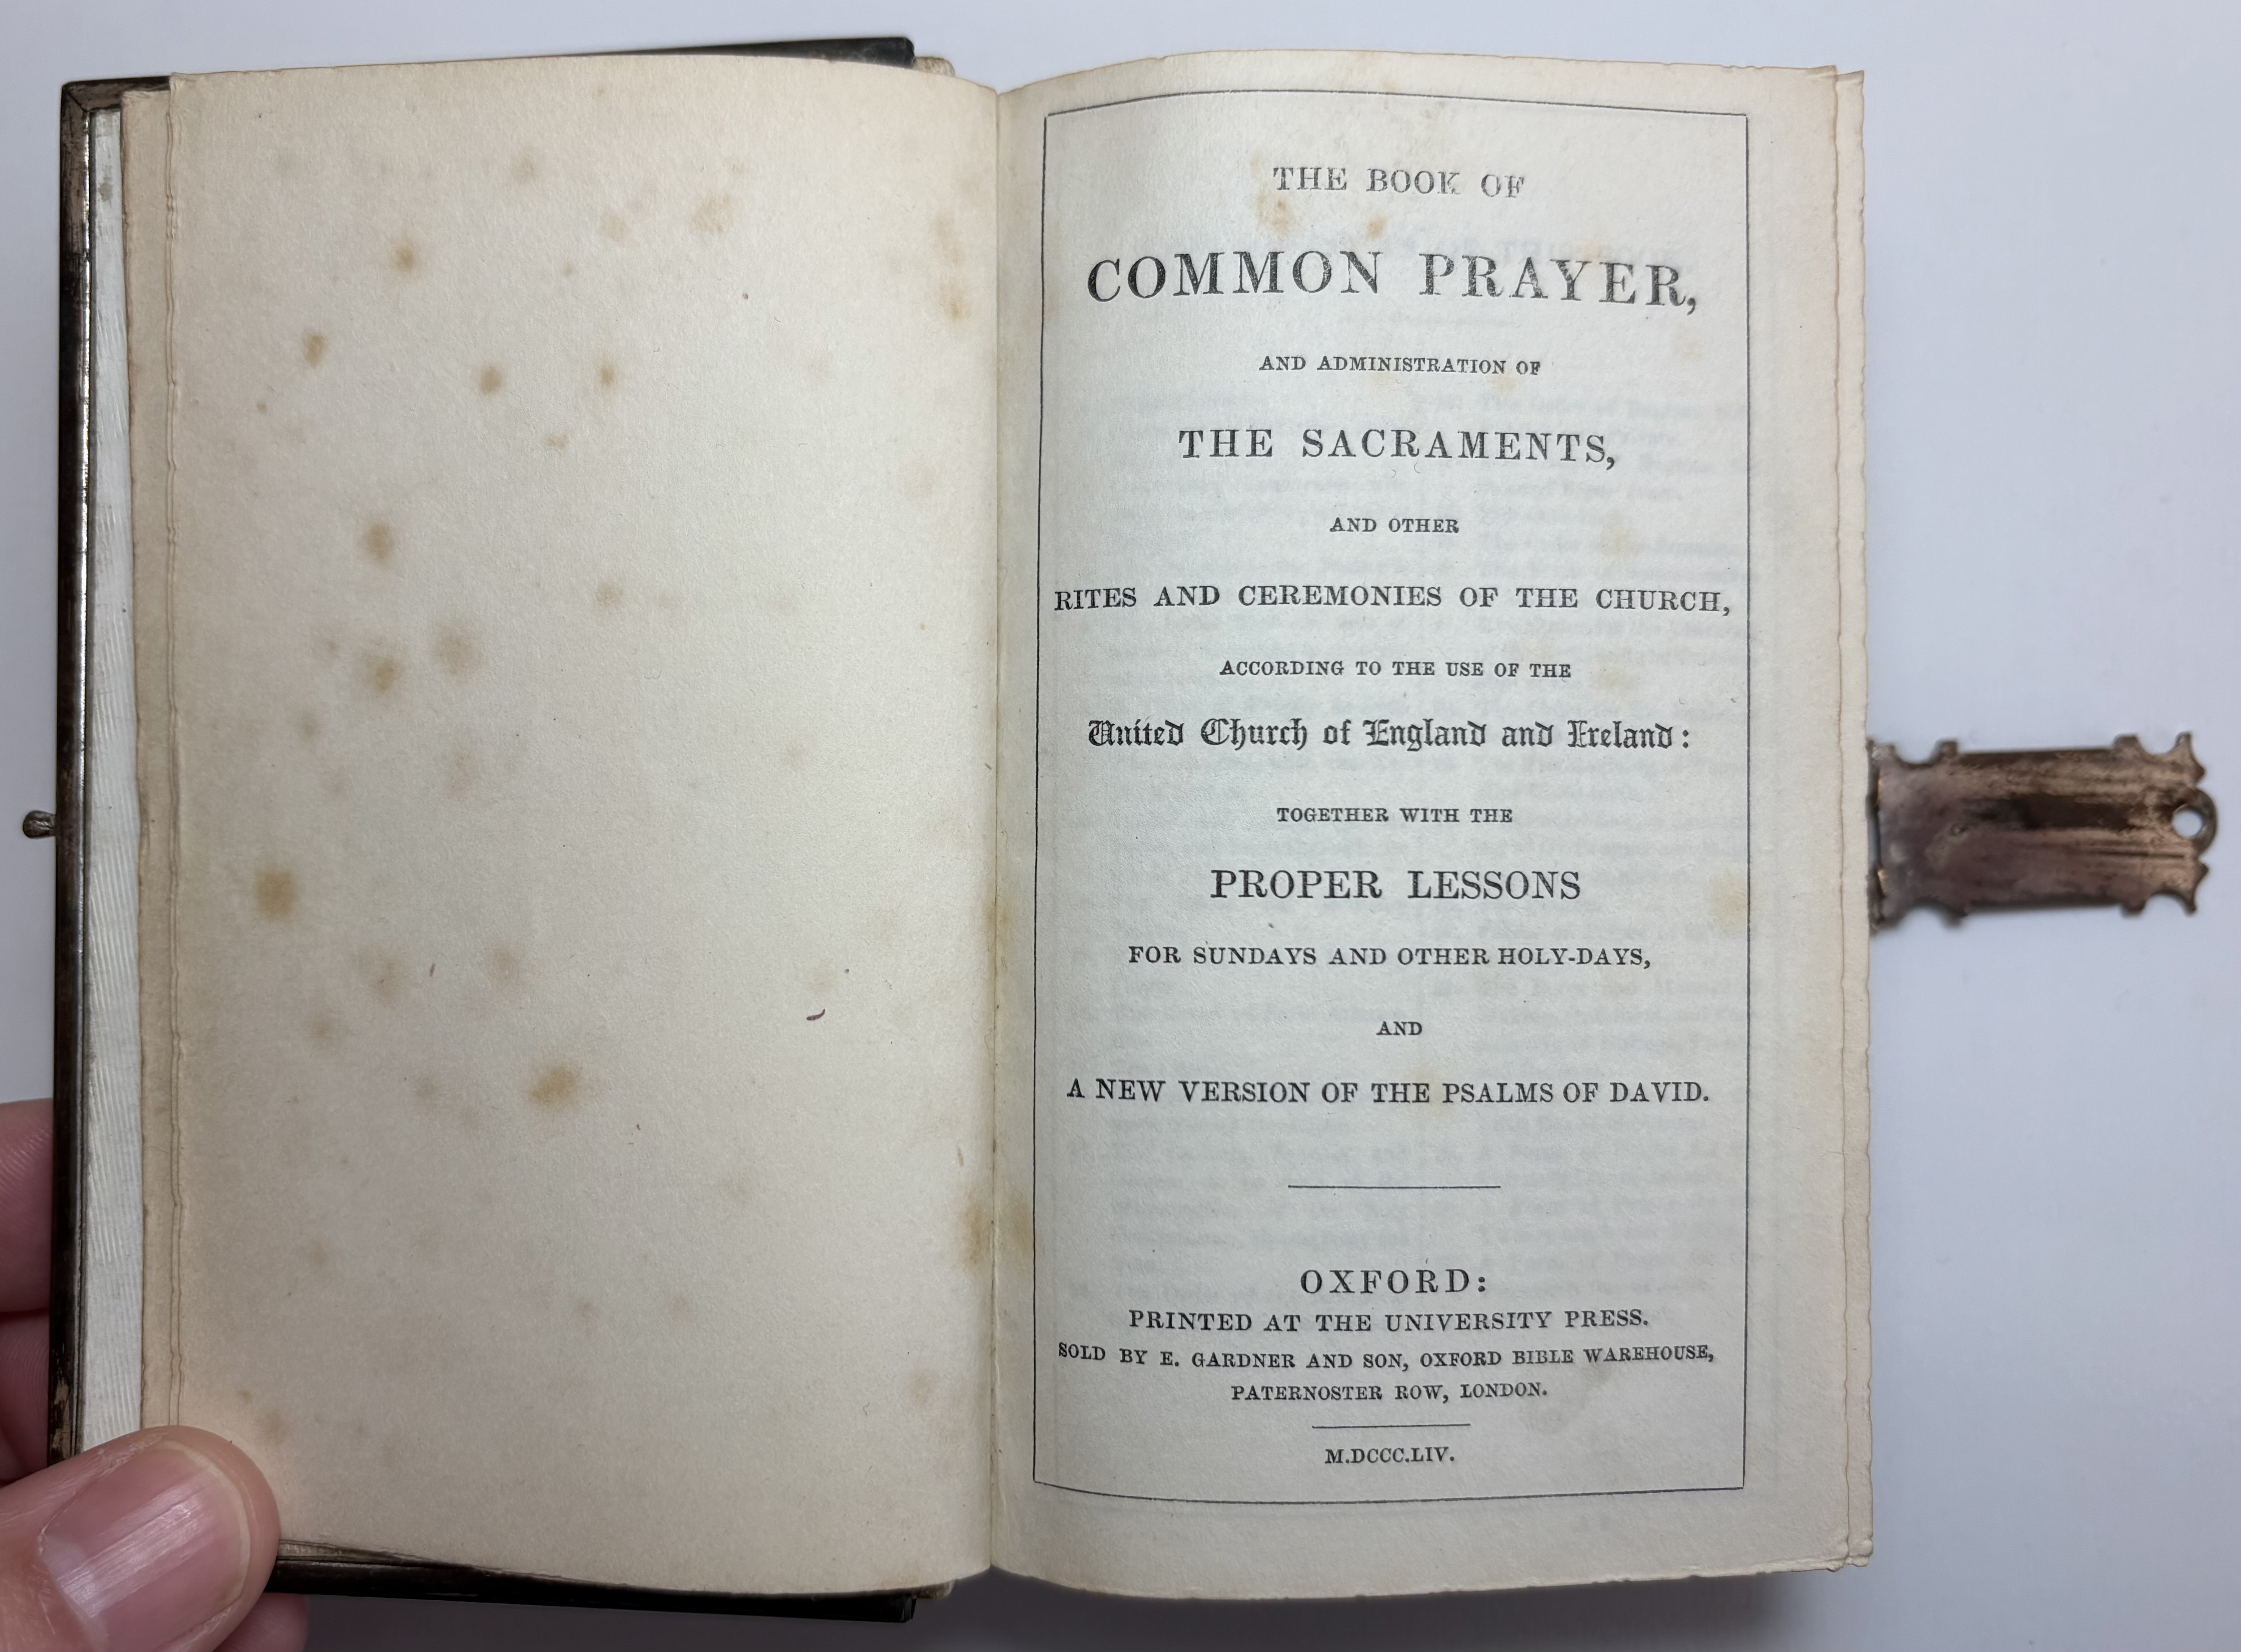 THE BOOK OF
COMMON PRAYER,
AND ADMINISTRATION OF
THE SACRAMENTS,
AND OTHER
RITES AND CEREMONIES OF THE CHURCH,
ACCORDING TO THE USE OF THE
United Church of England and Ireland:
TOGETHER WITH THE
PROPER LESSONS
FOR SUNDAYS AND OTHER HOLY-DAYS,
AND
A NEW VERSION OF THE PSALMS OF DAVID.
OXFORD:
PRINTED AT THE UNIVERSITY PRESS.
SOLD BY E. GARDNER AND SON, OXFORD BIBLE WAREHOUSE,
PATERNOSTER ROW, LONDON.
M.DCCC.LIV.